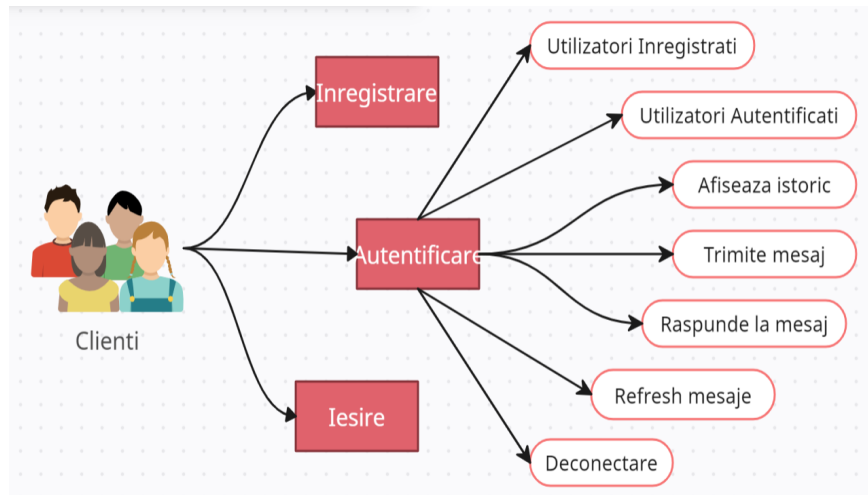 Utilizatori Inregistrati
Inregistrare
Utilizatori Autentificati
Afiseaza istoric
Autentificare
Trimite mesaj
Raspunde la mesaj
Clienti
Refresh mesaje
Iesire
Deconectare